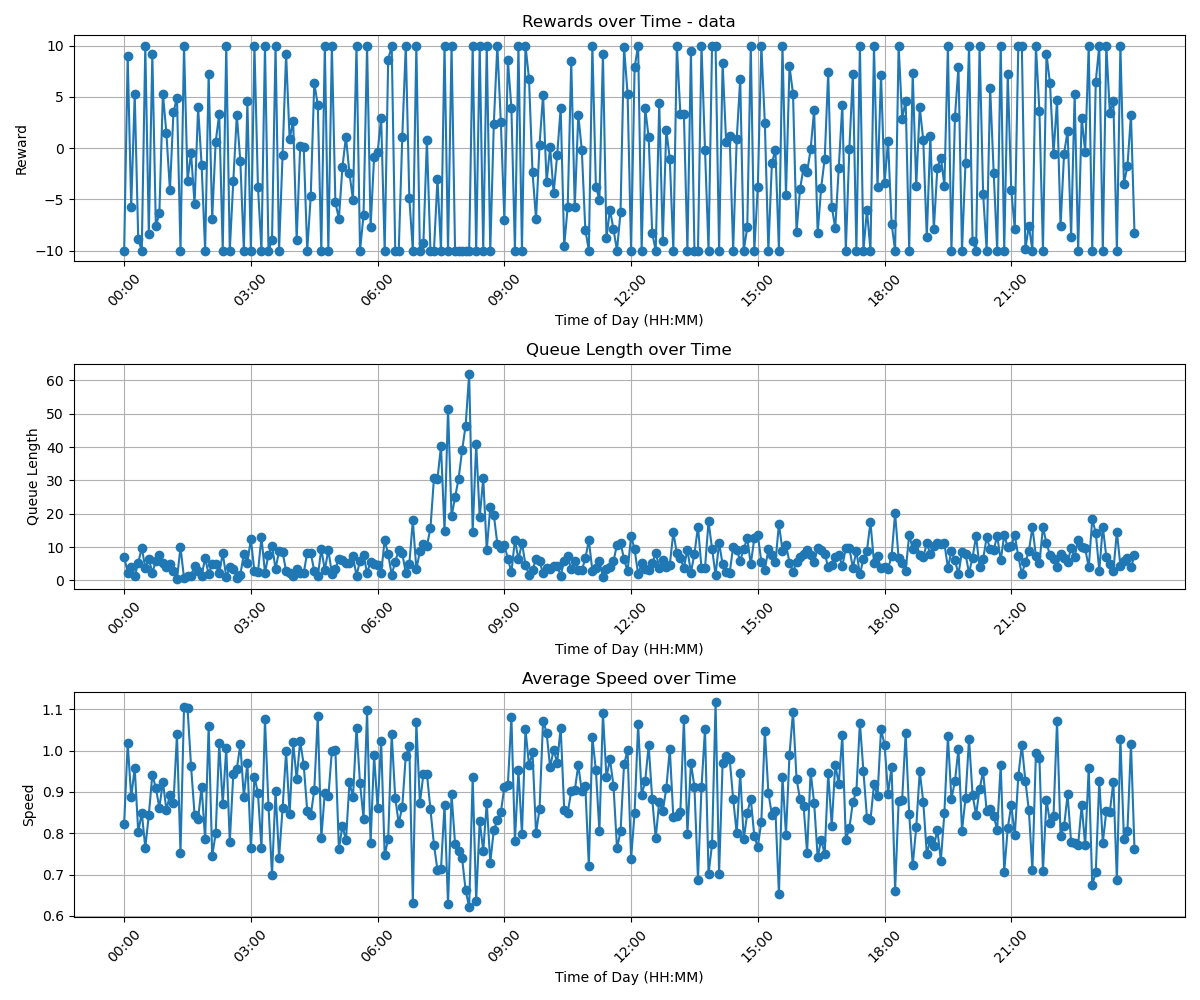 Rewards over Time - data
Reward
10
5
0
−5
−10
00:00 03:00 06:00 09:00 12:00 15:00 18:00 21:00
Time of Day (HH:MM)
Queue Length over Time
Queue Length
60
50
40
30
20
10
0
00:00 03:00 06:00 09:00 12:00 15:00 18:00 21:00
Time of Day (HH:MM)
Average Speed over Time
Speed
1.1
1.0
0.9
0.8
0.7
0.6
00:00 03:00 06:00 09:00 12:00 15:00 18:00 21:00
Time of Day (HH:MM)